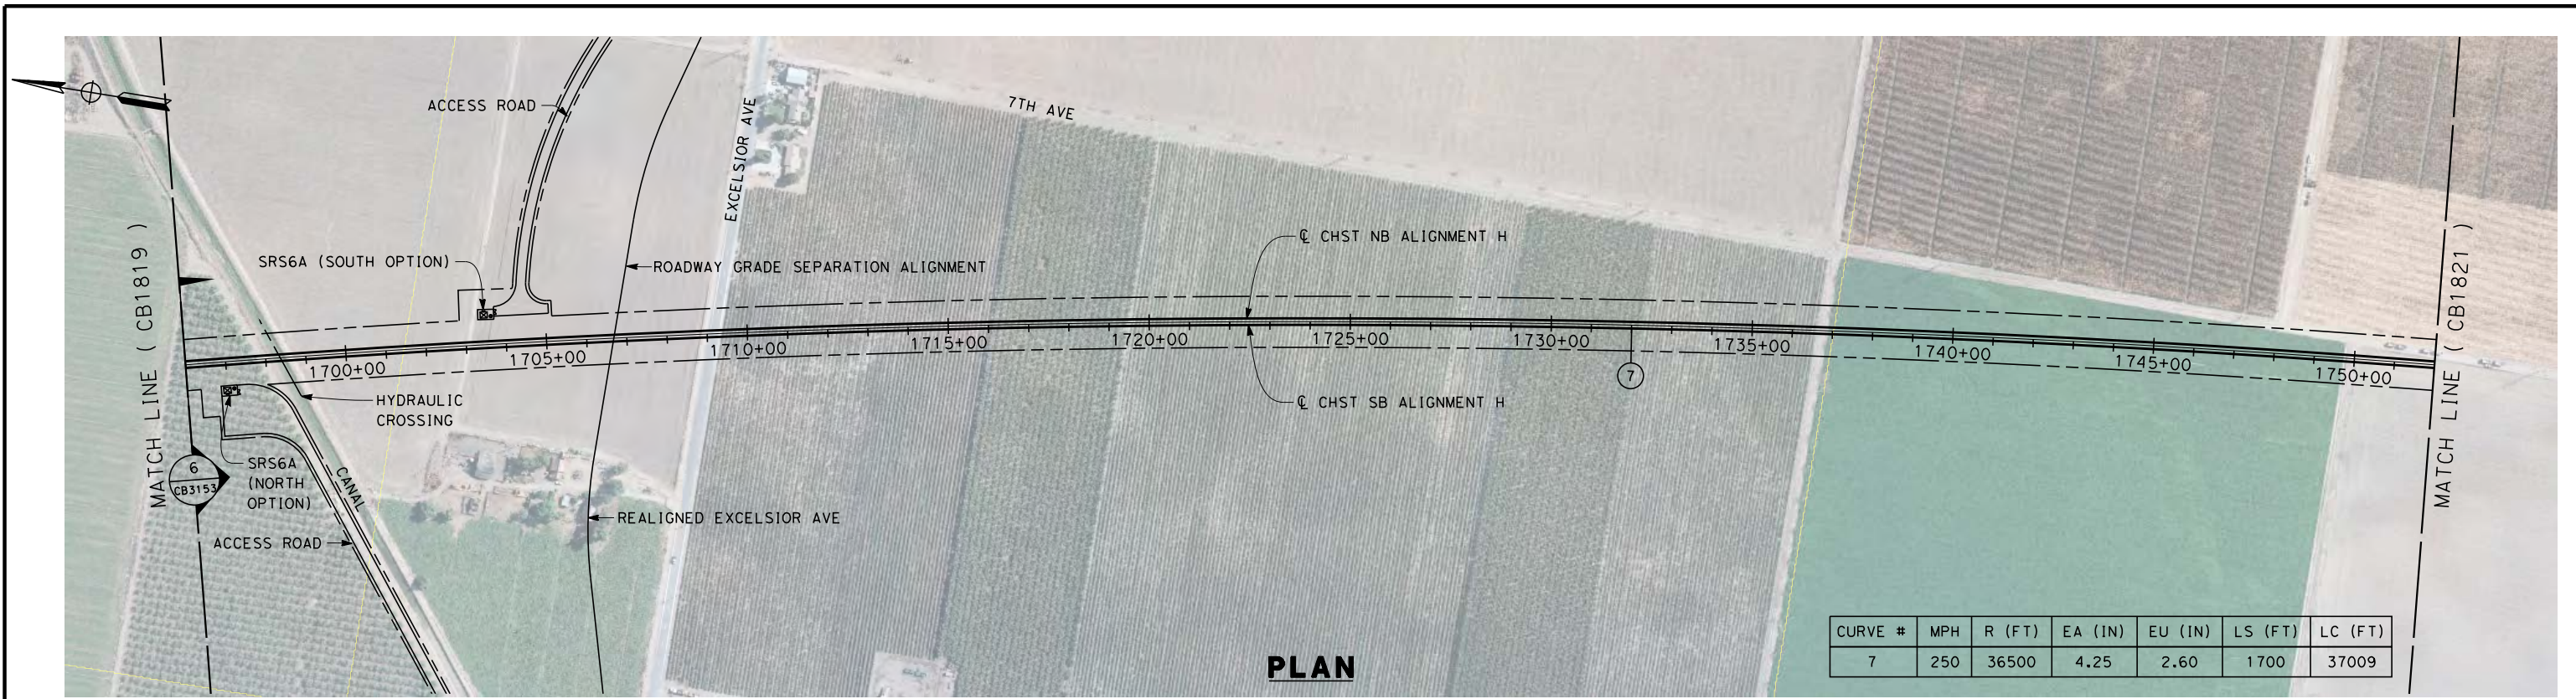 ACCESS ROAD
7TH AVE
EXCELSIOR AVE
MATCH LINE ( CB1819 )
SRS6A (SOUTH OPTION)
ROADWAY GRADE SEPARATION ALIGNMENT
℄ CHST NB ALIGNMENT H
MATCH LINE ( CB1821 )
1700+00
1705+00
1710+00
1715+00
1720+00
1725+00
1730+00
1735+00
1740+00
1745+00
1750+00
7
HYDRAULIC
CROSSING
℄ CHST SB ALIGNMENT H
6
CB3153
SRS6A
(NORTH
OPTION)
CANAL
REALIGNED EXCELSIOR AVE
ACCESS ROAD
PLAN
CURVE # MPH R (FT) EA (IN) EU (IN) LS (FT) LC (FT)
7 250 36500 4.25 2.60 1700 37009